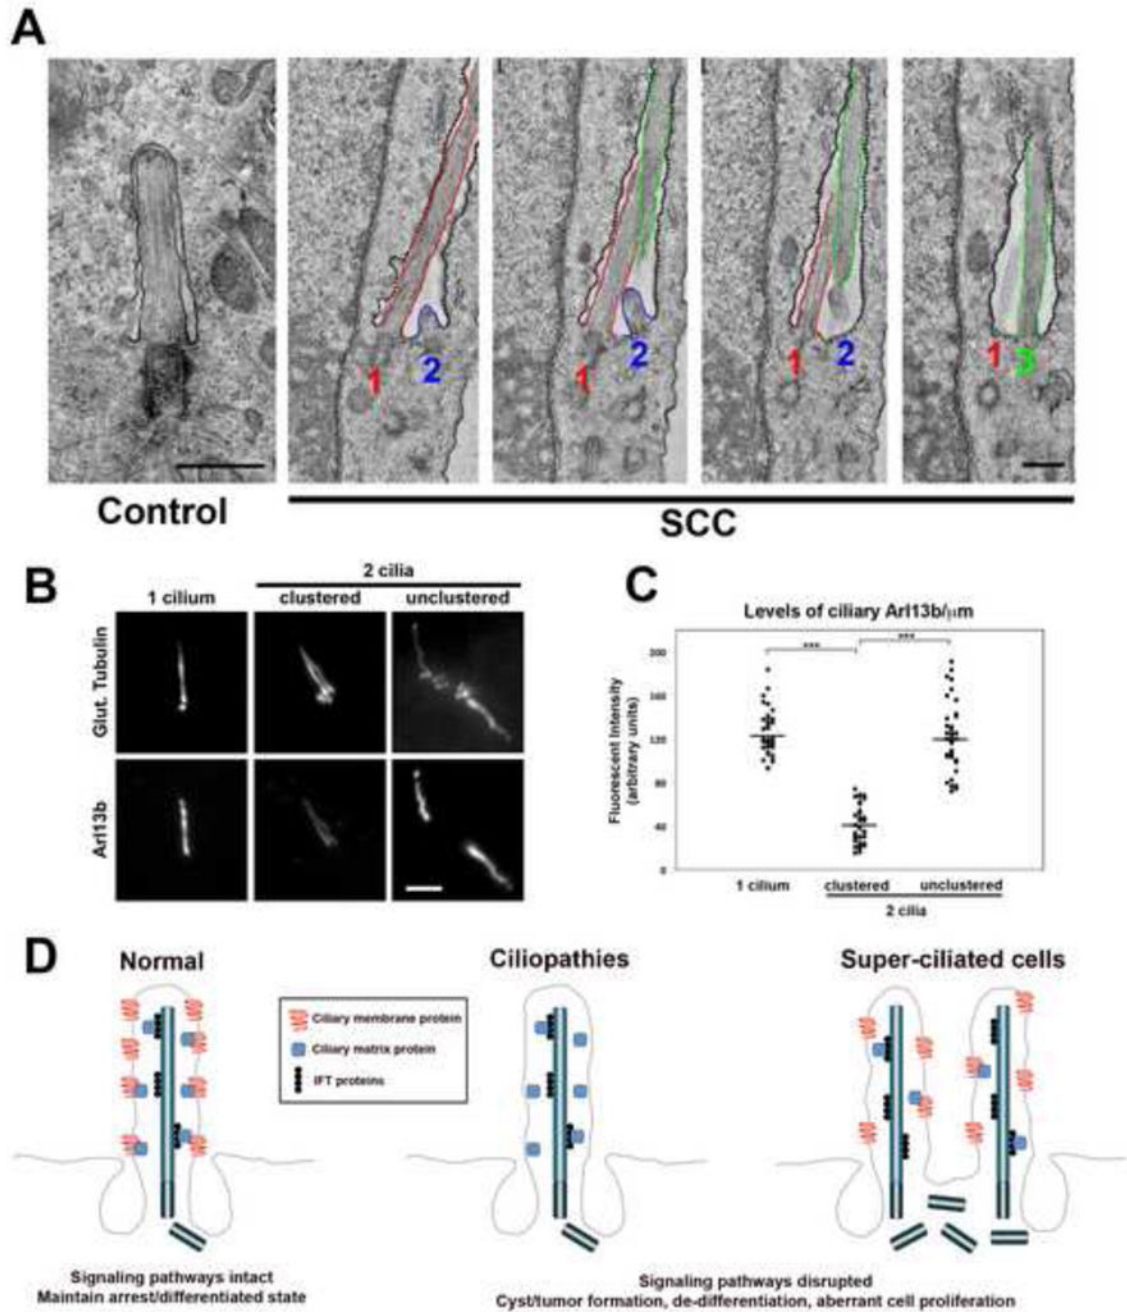 A
1
2
1
2
1
2
1
3
Control
SCC
B
2 cilia
1 cilium
clustered
unclustered
Glut. Tubulin
Arl13b
C
Levels of ciliary Arl13b/μm
Fluorescent Intensity
(arbitrary units)
200
160
120
80
40
0
***
***
1 cilium
clustered
unclustered
2 cilia
D
Normal
Ciliopathies
Super-ciliated cells
Ciliary membrane protein
Ciliary matrix protein
IFT proteins
Signaling pathways intact
Maintain arrest/differentiated state
Signaling pathways disrupted
Cyst/tumor formation, de-differentiation, aberrant cell proliferation